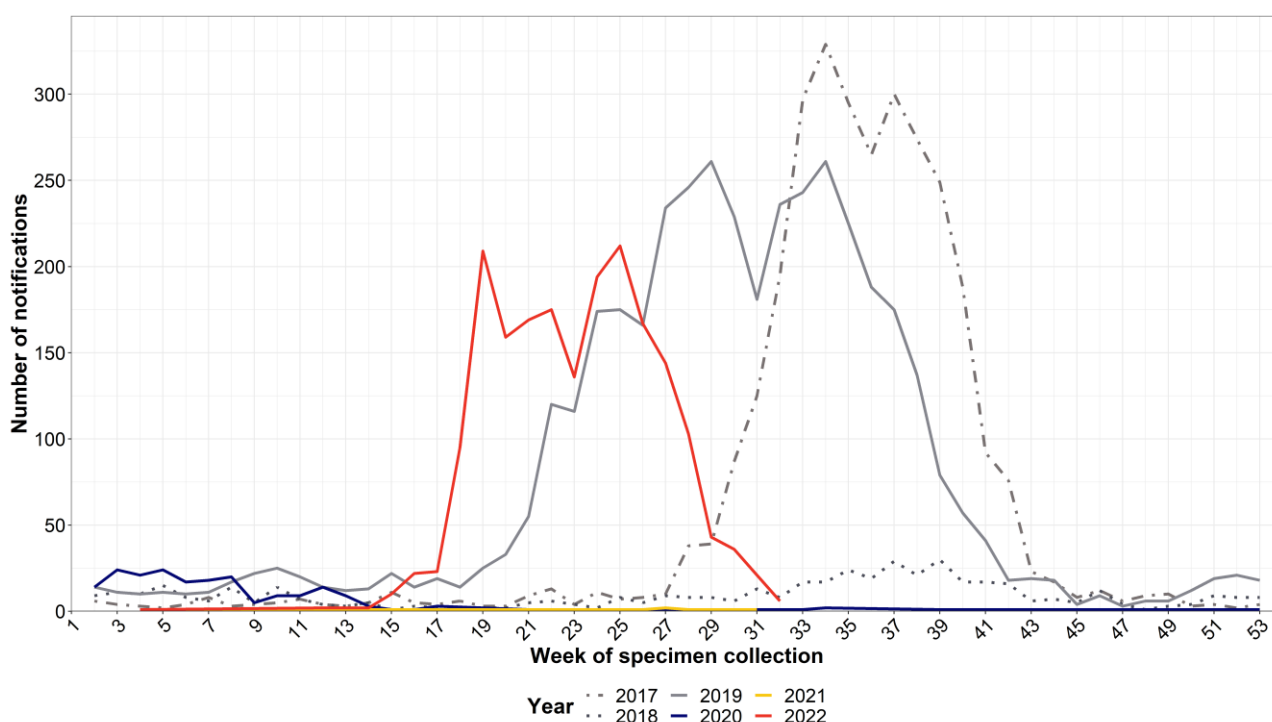 Number of notifications
300
250
200
150
100
50
0
1 3 5 7 9 11 13 15 17 19 21 23 25 27 29 31 33 35 37 39 41 43 45 47 49 51 53
Week of specimen collection
Year 2017 2019 2021
2018 2020 2022